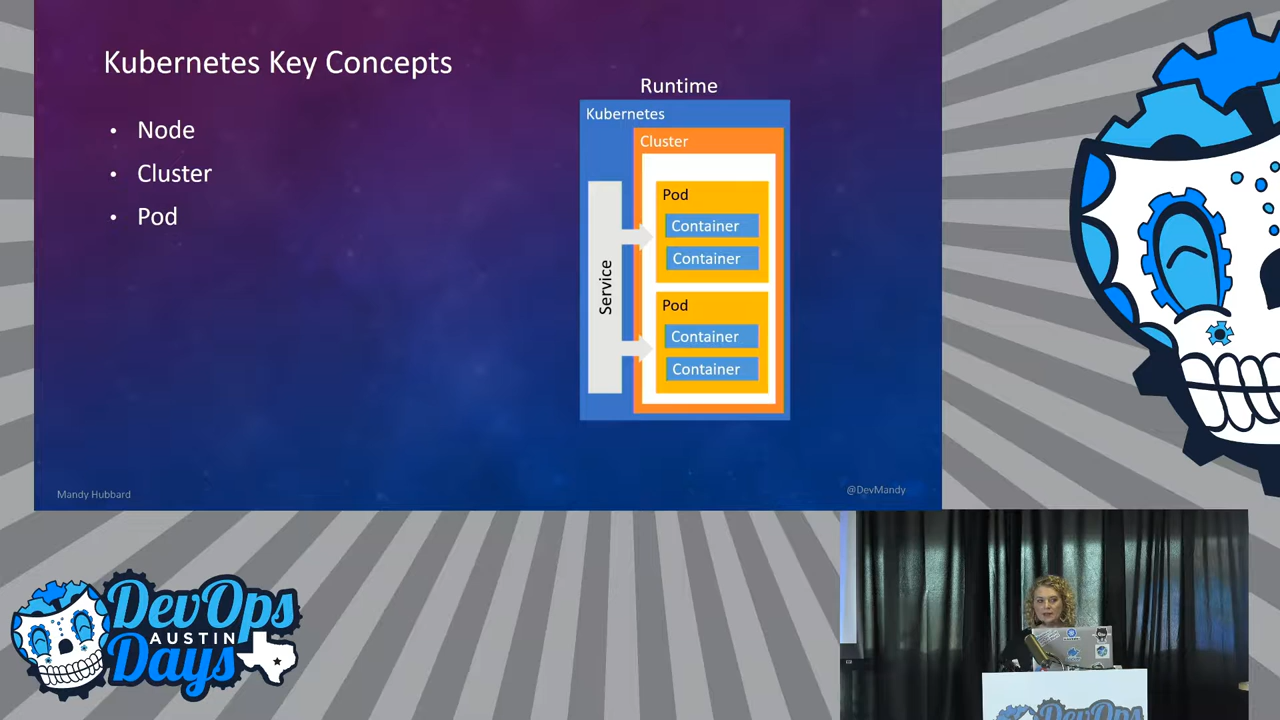 Kubernetes Key Concepts
• Node
• Cluster
• Pod
Runtime
Kubernetes
Cluster
Service
Pod
Container
Container
Pod
Container
Container
Mandy Hubbard
@DevMandy
DevOps
AUSTIN
Days